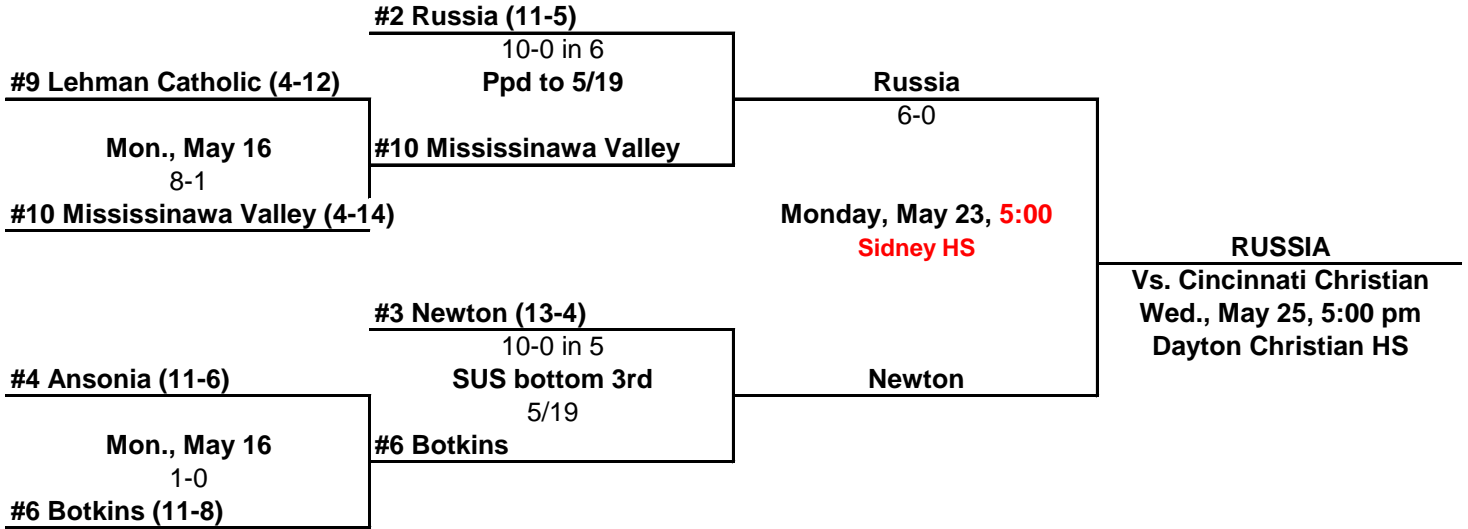 #2 Russia (11-5)
10-0 in 6
#9 Lehman Catholic (4-12)
Ppd to 5/19
Russia
6-0
Mon., May 16
#10 Mississinawa Valley
8-1
#10 Mississinawa Valley (4-14)
Monday, May 23, 5:00
Sidney HS
RUSSIA
Vs. Cincinnati Christian
Wed., May 25, 5:00 pm
Dayton Christian HS
#3 Newton (13-4)
10-0 in 5
#4 Ansonia (11-6)
SUS bottom 3rd
Newton
5/19
Mon., May 16
#6 Botkins
1-0
#6 Botkins (11-8)